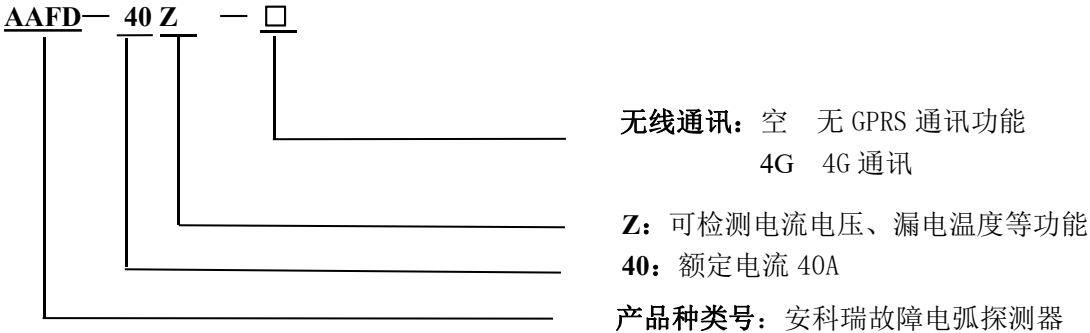 AAFD— 40 Z — □
无线通讯：空 无 GPRS 通讯功能
4G 4G 通讯
Z：可检测电流电压、漏电温度等功能
40：额定电流 40A
产品种类号：安科瑞故障电弧探测器